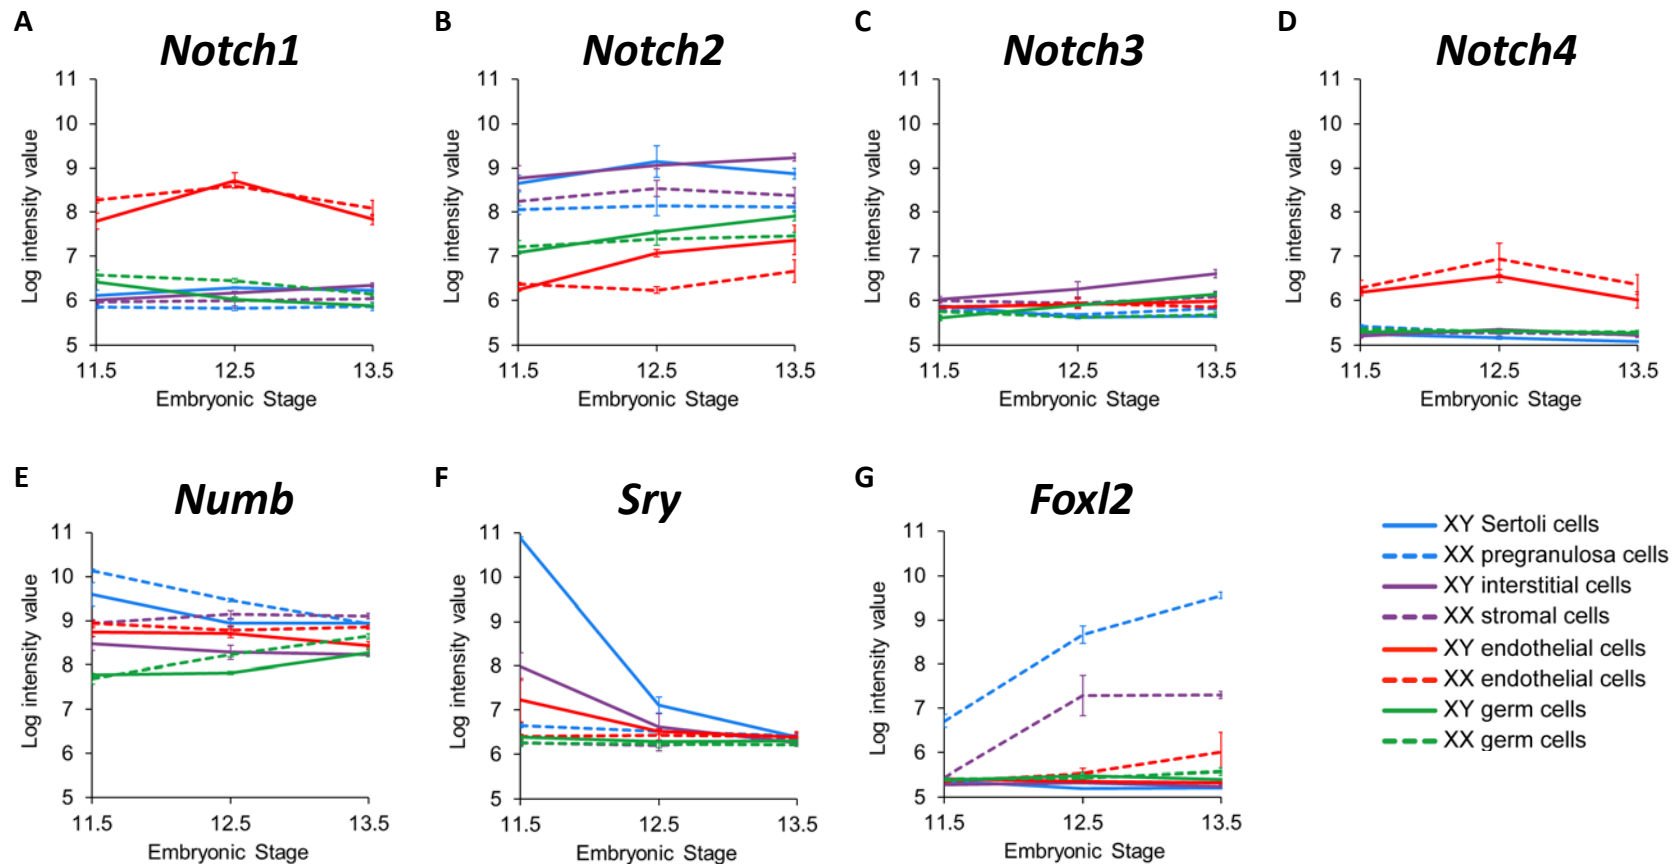 A
Notch1
11
10
9
8
7
6
5
Log intensity value
11.5
12.5
13.5
Embryonic Stage
B
Notch2
11
10
9
8
7
6
5
Log intensity value
11.5
12.5
13.5
Embryonic Stage
C
Notch3
11
10
9
8
7
6
5
Log intensity value
11.5
12.5
13.5
Embryonic Stage
D
Notch4
11
10
9
8
7
6
5
Log intensity value
11.5
12.5
13.5
Embryonic Stage
E
Numb
11
10
9
8
7
6
5
Log intensity value
11.5
12.5
13.5
Embryonic Stage
F
Sry
11
10
9
8
7
6
5
Log intensity value
11.5
12.5
13.5
Embryonic Stage
G
Foxl2
11
10
9
8
7
6
5
Log intensity value
11.5
12.5
13.5
Embryonic Stage
XY Sertoli cells
XX pregranulosa cells
XY interstitial cells
XX stromal cells
XY endothelial cells
XX endothelial cells
XY germ cells
XX germ cells